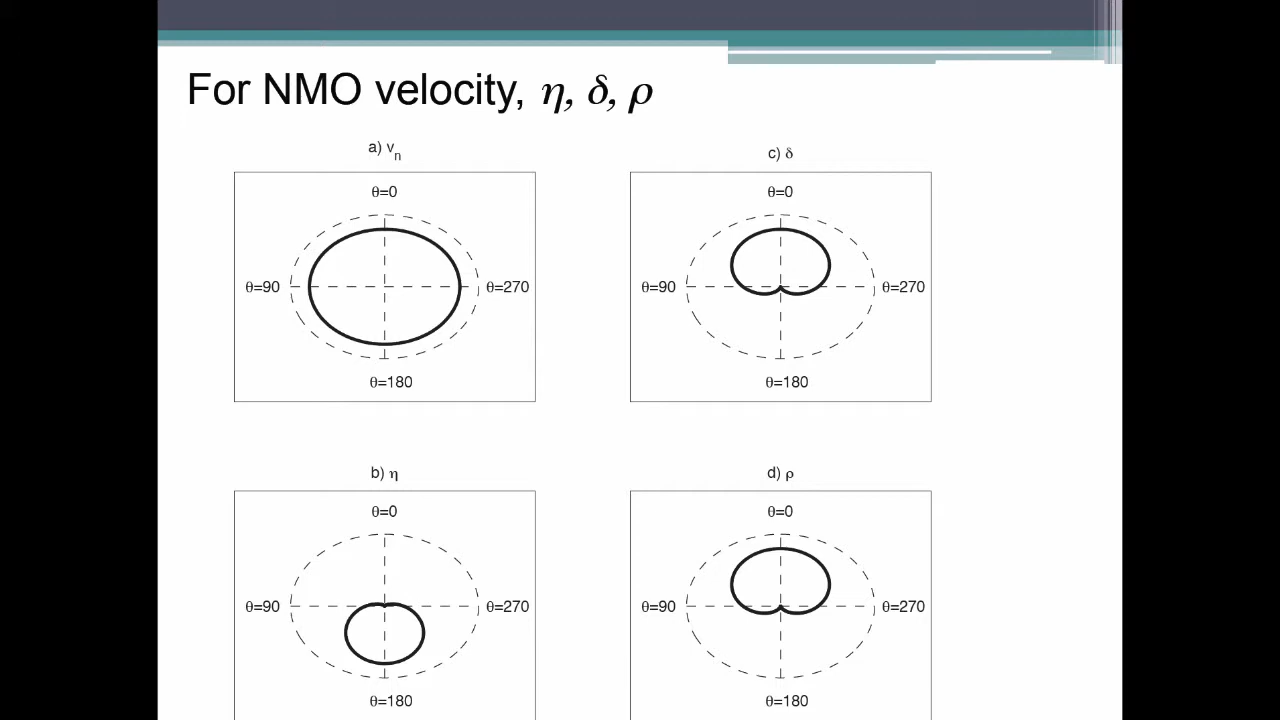 For NMO velocity, η, δ, ρ
a) vn
θ=0
θ=90
θ=270
θ=180
c) δ
θ=0
θ=90
θ=270
θ=180
b) η
θ=0
θ=90
θ=270
θ=180
d) ρ
θ=0
θ=90
θ=270
θ=180